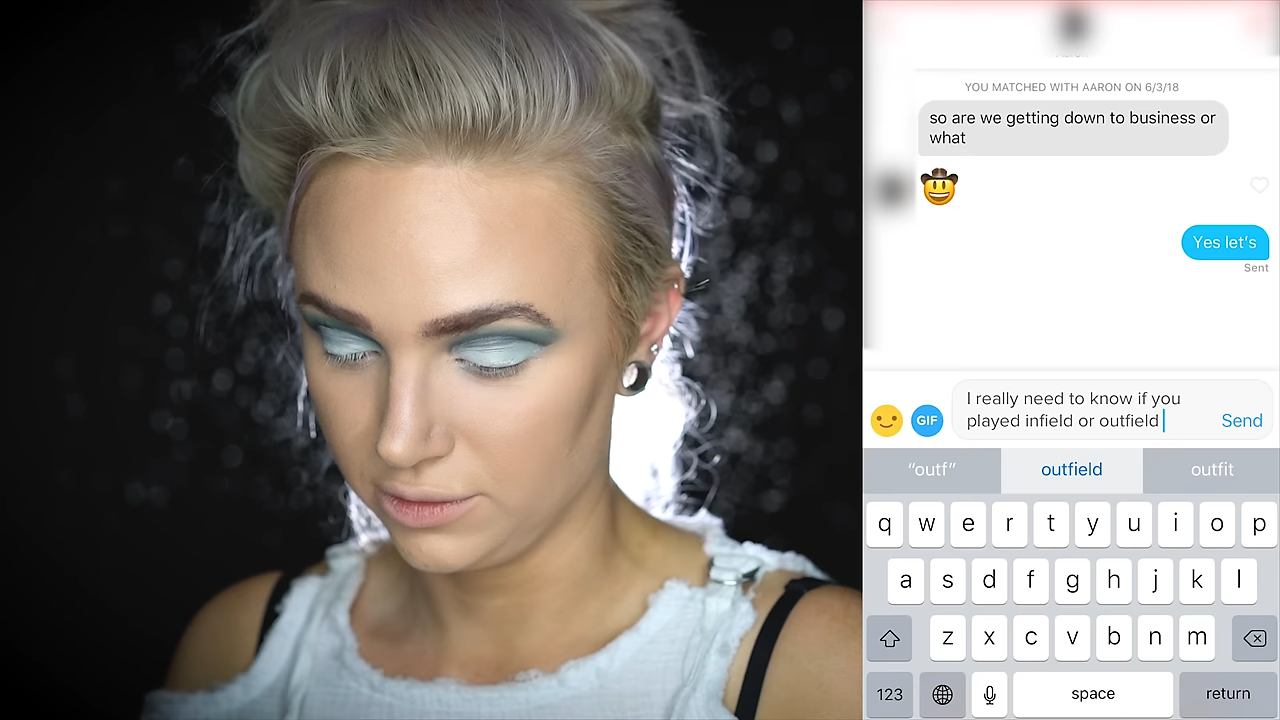 YOU MATCHED WITH AARON ON 6/3/18
so are we getting down to business or
what
Yes let's
Sent
I really need to know if you
played infield or outfield
Send
GIF
“outf” outfield outfit
q w e r t y u i o p
a s d f g h j k l
z x c v b n m
123 space return